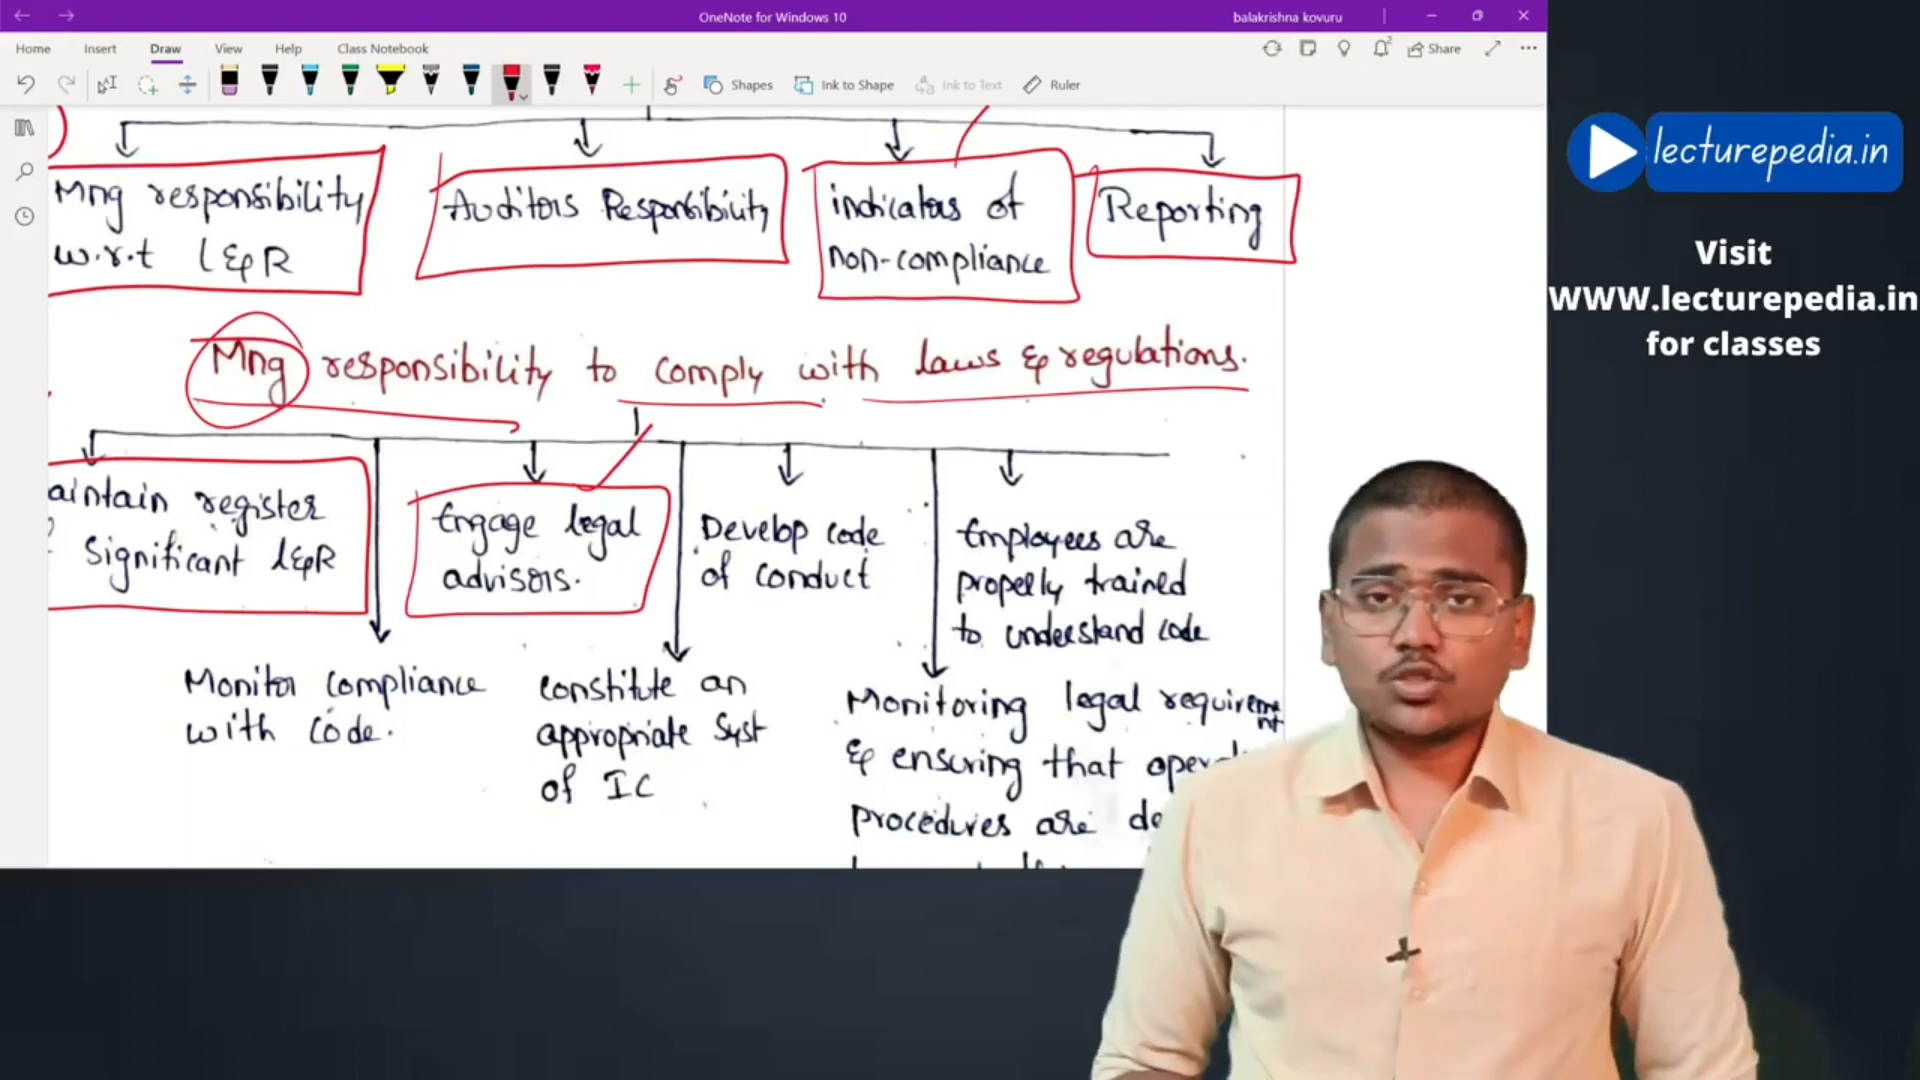 OneNote for Windows 10
balakrishna kovuru
Home Insert Draw View Help Class Notebook
Share
Shapes Ink to Shape Ink to Text Ruler
Mng responsibility
w.r.t L&R
Auditors Responsibility
indicators of
non-compliance
Reporting
Mng responsibility to comply with laws & regulations.
aintain register
significant L&R
Engage legal
advisors.
Develop code
of conduct
Employees are
properly trained
to understand code
Monitor compliance
with code.
constitute an
appropriate syst
of IC
Monitoring legal requirement
& ensuring that oper
procedures are de
lecturepedia.in
Visit
WWW.lecturepedia.in
for classes